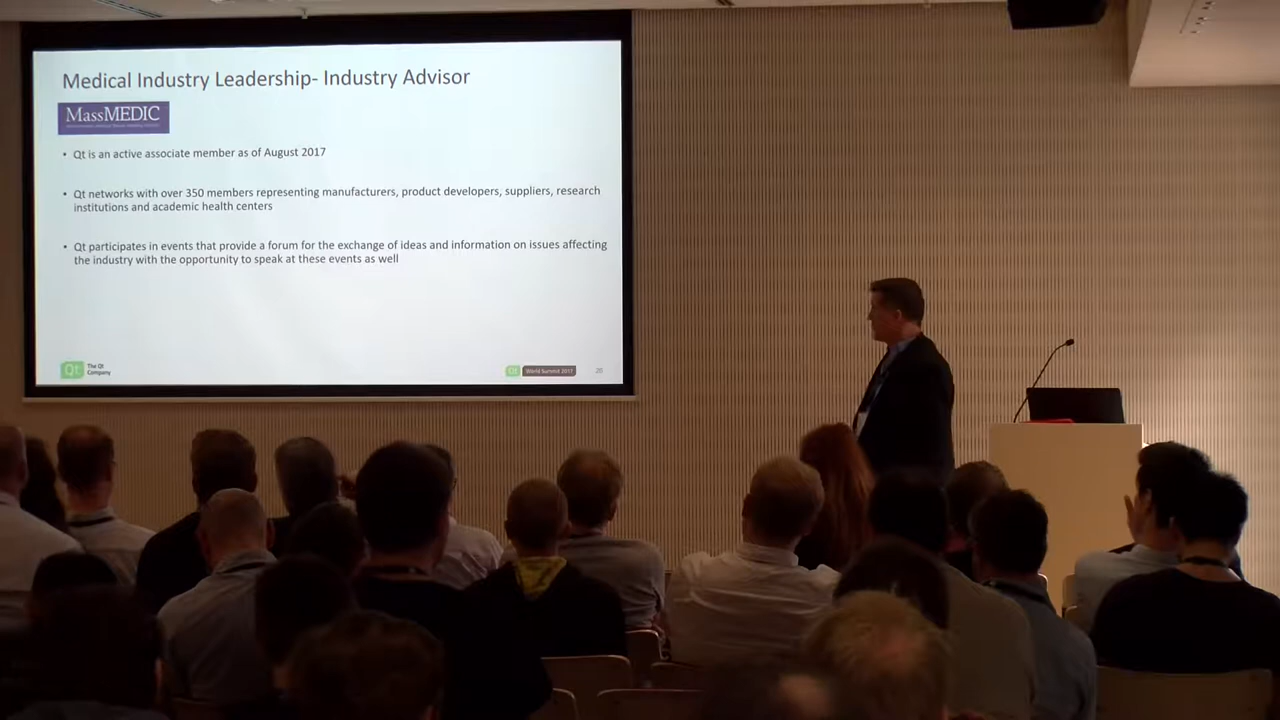 Medical Industry Leadership- Industry Advisor
MassMEDIC
• Qt is an active associate member as of August 2017
• Qt networks with over 350 members representing manufacturers, product developers, suppliers, research
institutions and academic health centers
• Qt participates in events that provide a forum for the exchange of ideas and information on issues affecting
the industry with the opportunity to speak at these events as well
Qt The Qt
Company
Qt World Summit 2017